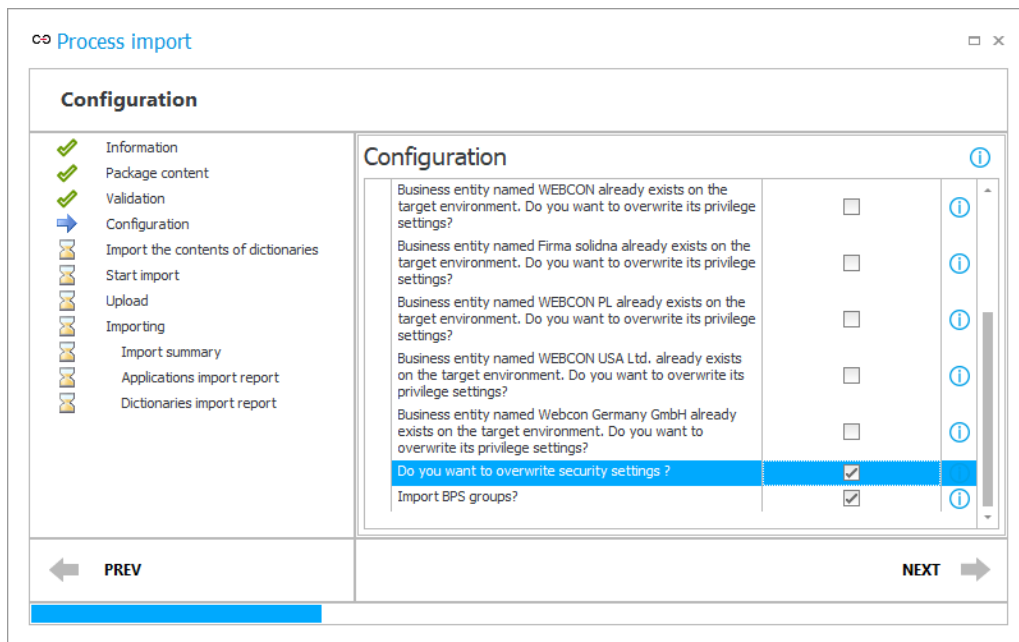 Process import
Configuration
Information
Package content
Validation
Configuration
Import the contents of dictionaries
Start import
Upload
Importing
Import summary
Applications import report
Dictionaries import report
Configuration
Business entity named WEBCON already exists on the
target environment. Do you want to overwrite its privilege
settings?
Business entity named Firma solidna already exists on the
target environment. Do you want to overwrite its privilege
settings?
Business entity named WEBCON PL already exists on the
target environment. Do you want to overwrite its privilege
settings?
Business entity named WEBCON USA Ltd. already exists
on the target environment. Do you want to overwrite its
privilege settings?
Business entity named Webcon Germany GmbH already
exists on the target environment. Do you want to
overwrite its privilege settings?
Do you want to overwrite security settings ?
Import BPS groups?
PREV
NEXT